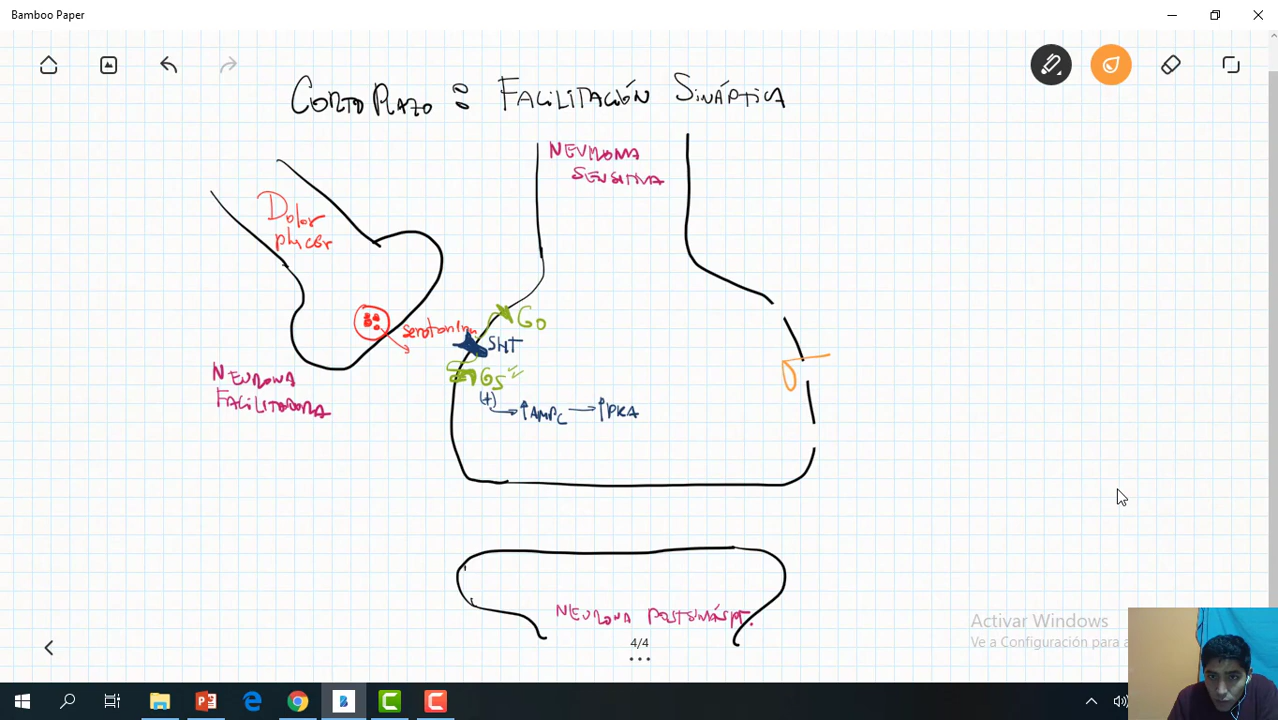 Bamboo Paper
CORTO PLAZO : FACILITACIÓN SINÁPTICA
NEURONA
SENSITIVA
Dolor
placer
GO
serotonina
5HT
GS
NEURONA
FACILITADORA
(+)
↑AMPC → ↑PKA
NEURONA POSTSINÁPT.
4/4
Activar Windows
Ve a Configuración para a